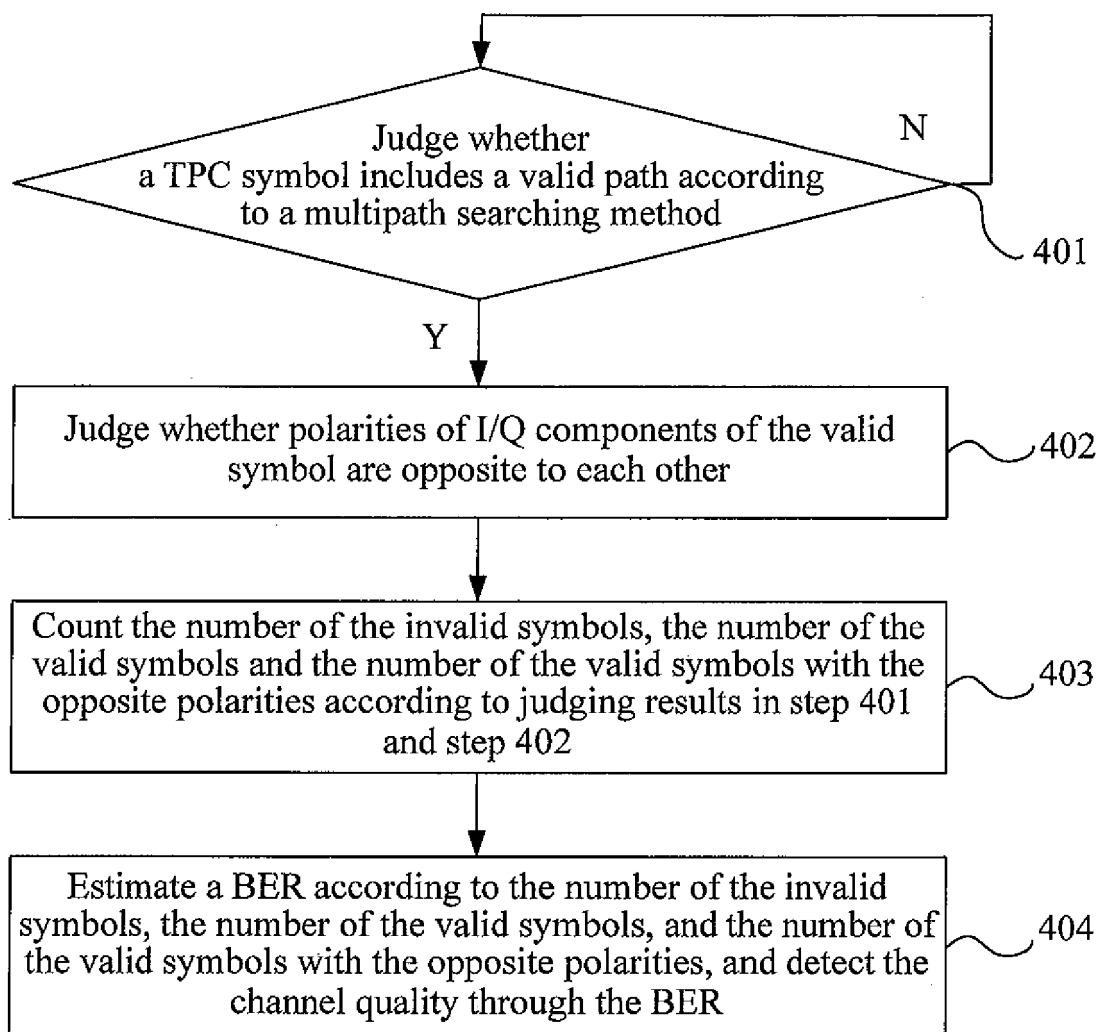 Judge whether
a TPC symbol includes a valid path according
to a multipath searching method
N
401
Y
Judge whether polarities of I/Q components of the valid
symbol are opposite to each other
402
Count the number of the invalid symbols, the number of the
valid symbols and the number of the valid symbols with the
opposite polarities according to judging results in step 401
and step 402
403
Estimate a BER according to the number of the invalid
symbols, the number of the valid symbols, and the number of
the valid symbols with the opposite polarities, and detect the
channel quality through the BER
404